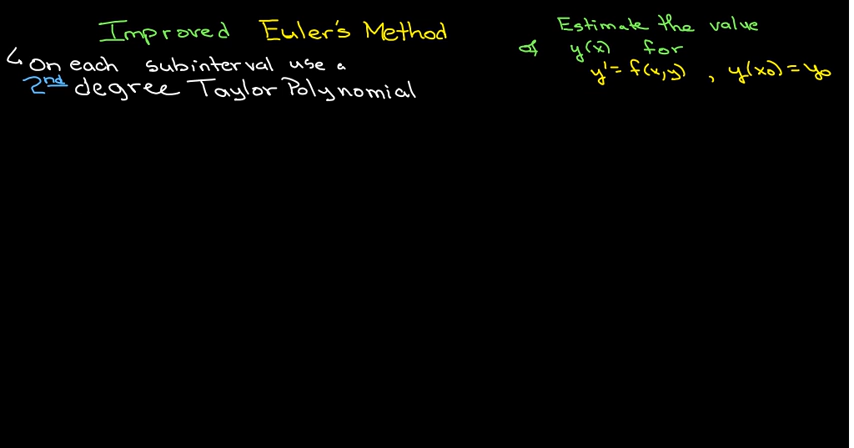 Improved Euler's Method
↳ On each subinterval use a
2nd degree Taylor Polynomial
Estimate the value
of y(x) for
y' = f(x,y) , y(x0) = y0